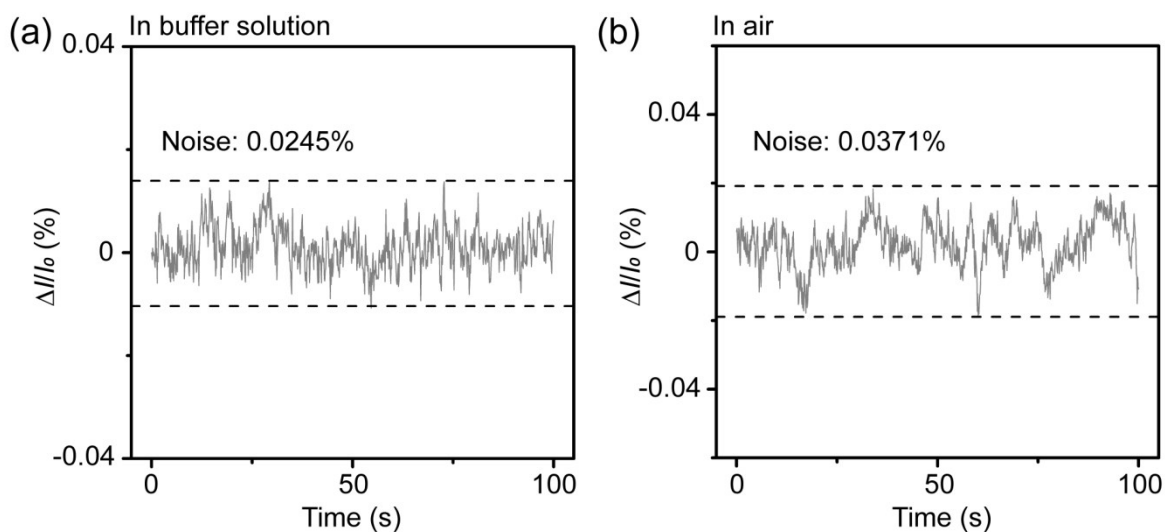 (a) In buffer solution
0.04
Noise: 0.0245%
ΔI/I₀ (%)
0
-0.04
0 50 100
Time (s)
(b) In air
0.04
Noise: 0.0371%
ΔI/I₀ (%)
0
-0.04
0 50 100
Time (s)